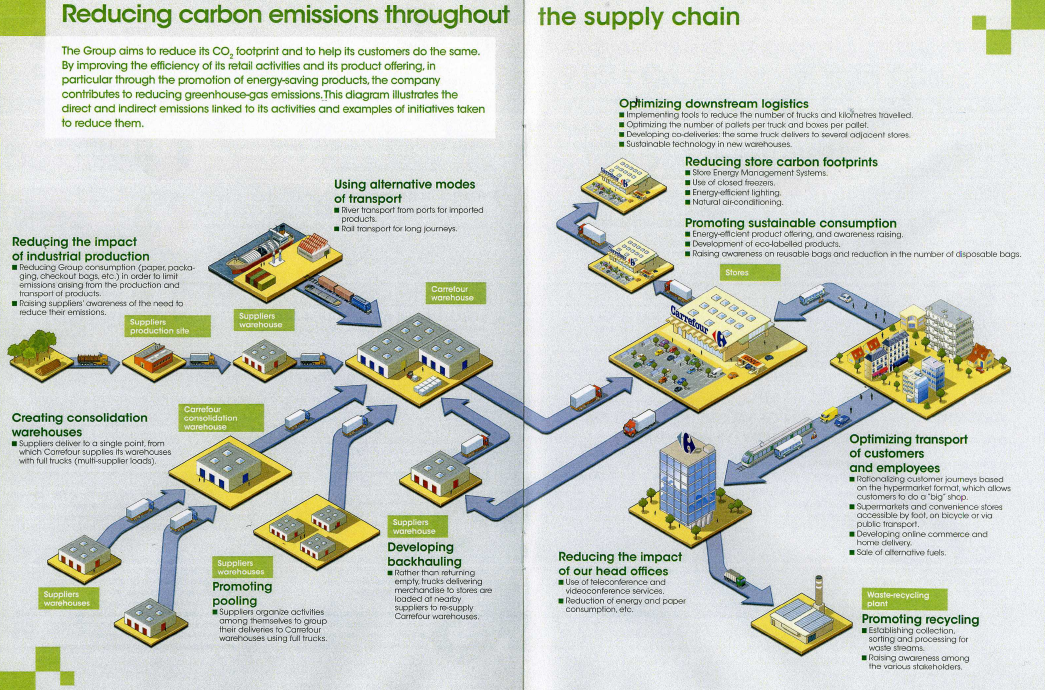 Reducing carbon emissions throughout the supply chain
The Group aims to reduce its CO2 footprint and to help its customers do the same.
By improving the efficiency of its retail activities and its product offering, in
particular through the promotion of energy-saving products, the company
contributes to reducing greenhouse-gas emissions. This diagram illustrates the
direct and indirect emissions linked to its activities and examples of initiatives taken
to reduce them.
Optimizing downstream logistics
■ Implementing tools to reduce the number of trucks and kilometres travelled.
■ Optimizing the number of pallets per truck and boxes per pallet.
■ Developing co-deliveries: the same truck delivers to several adjacent stores.
■ Sustainable technology in new warehouses.
Reducing store carbon footprints
■ Store Energy Management Systems.
■ Use of closed freezers.
■ Energy-efficient lighting.
■ Natural air-conditioning.
Promoting sustainable consumption
■ Energy-efficient product offering, and awareness raising.
■ Development of eco-labelled products.
■ Raising awareness on reusable bags and reduction in the number of disposable bags.
Stores
Using alternative modes
of transport
■ River transport from ports for imported
products.
■ Rail transport for long journeys.
Reducing the impact
of industrial production
■ Reducing Group consumption (paper, packa-
ging, checkout bags, etc.) in order to limit
emissions arising from the production and
transport of products.
■ Raising suppliers' awareness of the need to
reduce their emissions.
Suppliers
production site
Suppliers
warehouse
Carrefour
warehouse
Carrefour
Creating consolidation
warehouses
■ Suppliers deliver to a single point, from
which Carrefour supplies its warehouses
with full trucks (multi-supplier loads).
Carrefour
consolidation
warehouse
Suppliers
warehouses
Suppliers
warehouses
Promoting
pooling
■ Suppliers organize activities
among themselves to group
their deliveries to Carrefour
warehouses using full trucks.
Suppliers
warehouse
Developing
backhauling
■ Rather than returning
empty, trucks delivering
merchandise to stores are
loaded at nearby
suppliers to re-supply
Carrefour warehouses.
Reducing the impact
of our head offices
■ Use of teleconference and
videoconference services.
■ Reduction of energy and paper
consumption, etc.
Optimizing transport
of customers
and employees
■ Rationalizing customer journeys based
on the hypermarket format, which allows
customers to do a "big" shop.
■ Supermarkets and convenience stores
accessible by foot, on bicycle or via
public transport.
■ Developing online commerce and
home delivery.
■ Sale of alternative fuels.
Waste-recycling
plant
Promoting recycling
■ Establishing collection,
sorting and processing for
waste streams.
■ Raising awareness among
the various stakeholders.